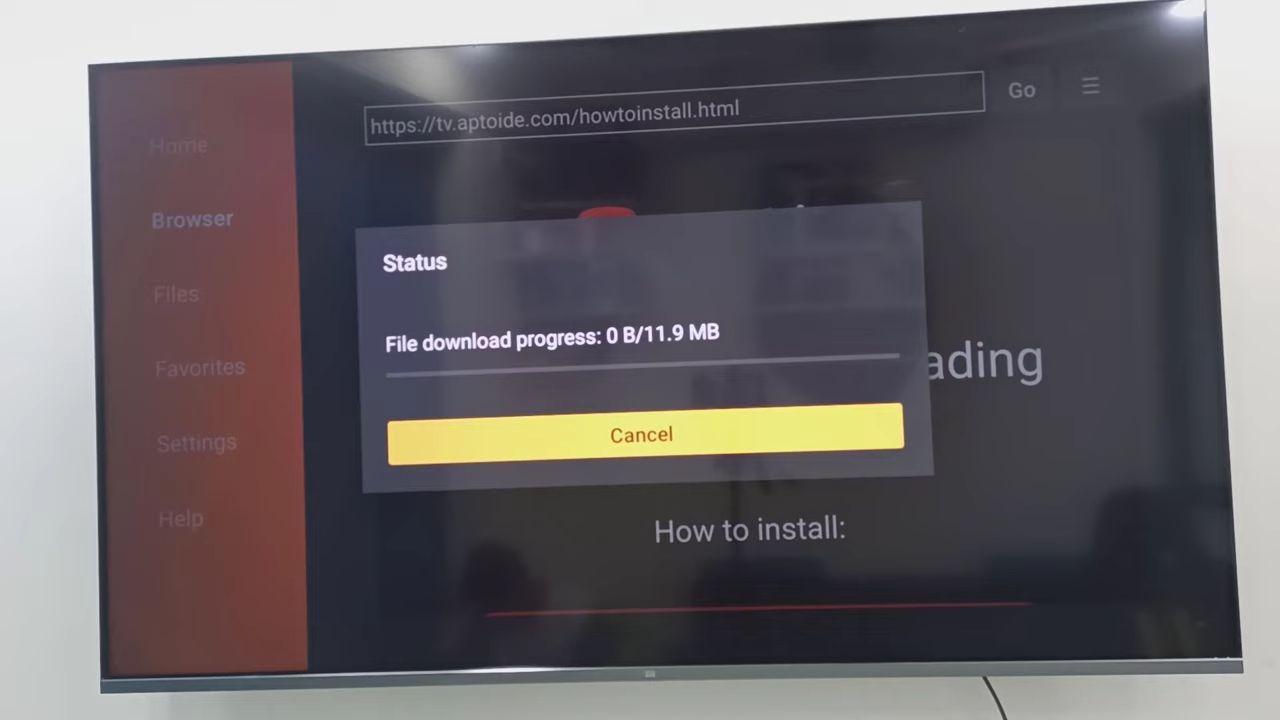 Home
Browser
Files
Favorites
Settings
Help
https://tv.aptoide.com/howtoinstall.html
Go
Status
File download progress: 0 B/11.9 MB
Cancel
ading
How to install: